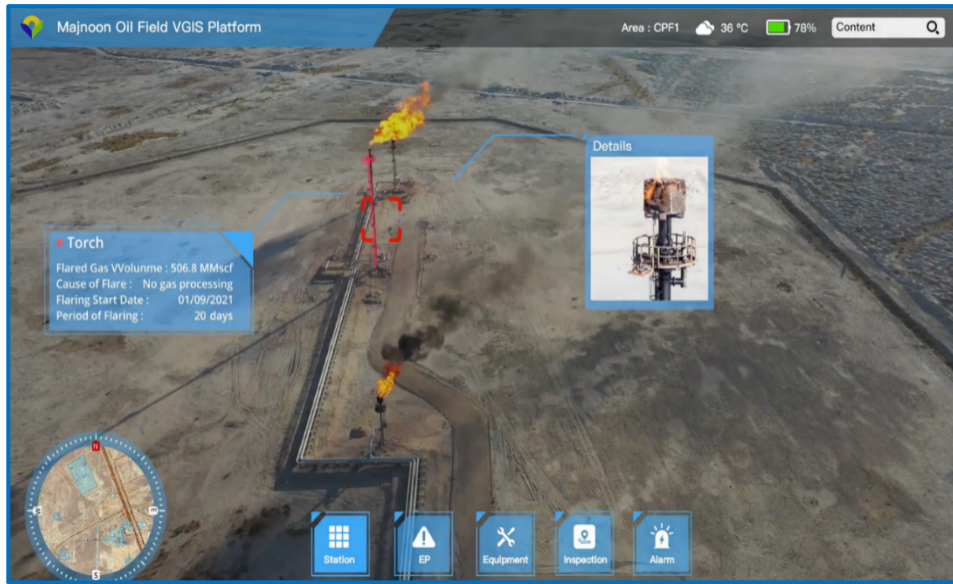 Majnoon Oil Field VGIS Platform
Area : CPF1
36 °C
78%
Content
Details
Torch
Flared Gas VVolunme : 506.8 MMscf
Cause of Flare : No gas processing
Flaring Start Date : 01/09/2021
Period of Flaring : 20 days
N
S
Station
EP
Equipment
Inspection
Alarm